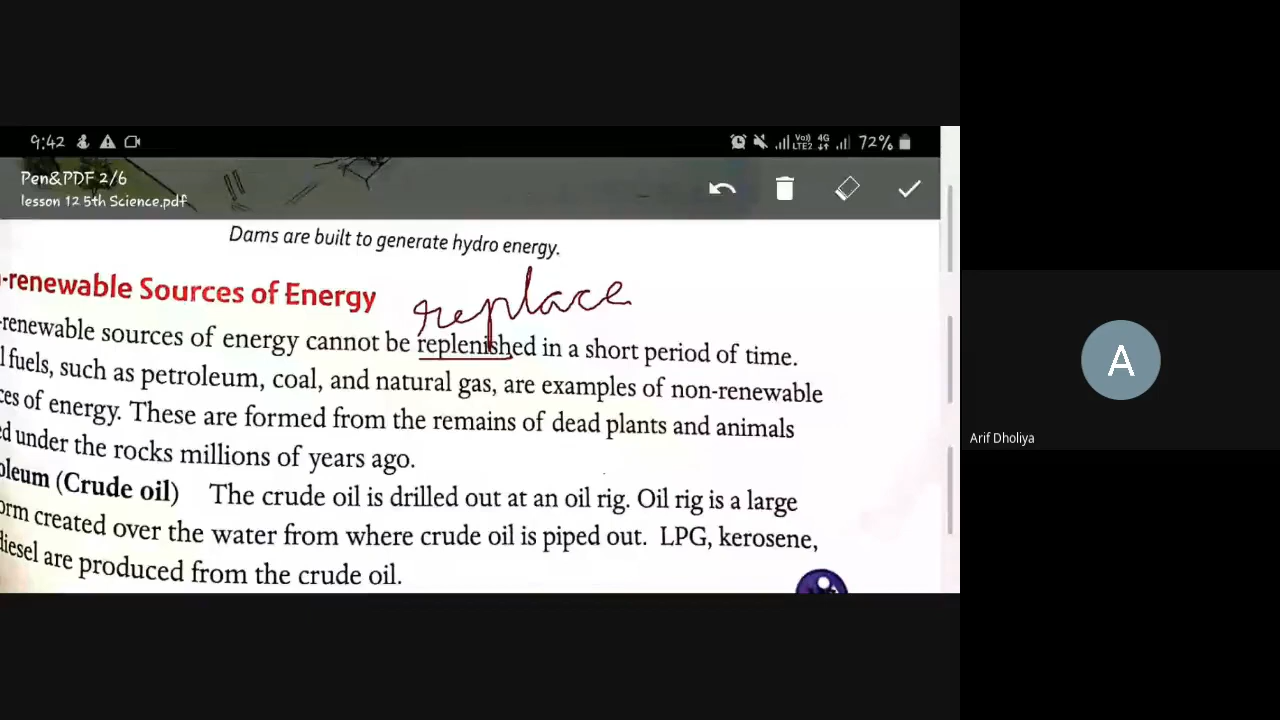 9:42
Vo)) 4G
LTE2
72%
Pen&PDF 2/6
lesson 12 5th Science.pdf
Dams are built to generate hydro energy.
-renewable Sources of Energy
replace
-renewable sources of energy cannot be replenished in a short period of time.
l fuels, such as petroleum, coal, and natural gas, are examples of non-renewable
ces of energy. These are formed from the remains of dead plants and animals
ed under the rocks millions of years ago.
oleum (Crude oil) The crude oil is drilled out at an oil rig. Oil rig is a large
orm created over the water from where crude oil is piped out. LPG, kerosene,
diesel are produced from the crude oil.
A
Arif Dholiya